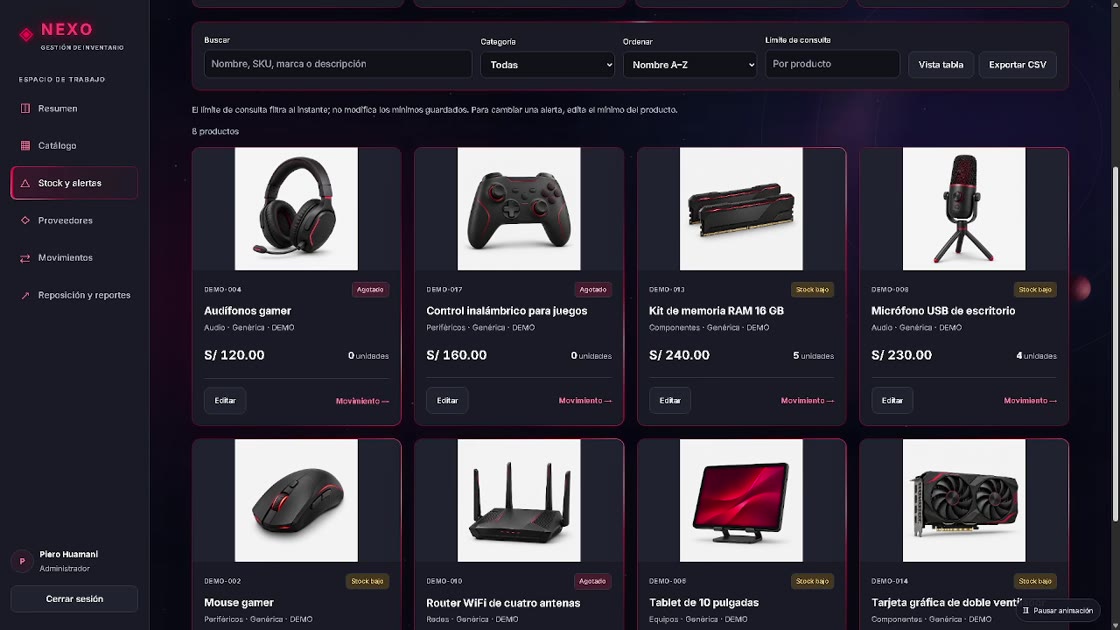 NEXO
GESTIÓN DE INVENTARIO
ESPACIO DE TRABAJO
Resumen
Catálogo
Stock y alertas
Proveedores
Movimientos
Reposición y reportes
P
Piero Huamani
Administrador
Cerrar sesión
Buscar
Nombre, SKU, marca o descripción
Categoría
Todas
Ordenar
Nombre A–Z
Límite de consulta
Por producto
Vista tabla
Exportar CSV
El límite de consulta filtra al instante; no modifica los mínimos guardados. Para cambiar una alerta, edita el mínimo del producto.
8 productos
DEMO-004
Agotado
Audífonos gamer
Audio · Genérica · DEMO
S/ 120.00
0 unidades
Editar
Movimiento →
DEMO-017
Agotado
Control inalámbrico para juegos
Periféricos · Genérica · DEMO
S/ 160.00
0 unidades
Editar
Movimiento →
DEMO-013
Stock bajo
Kit de memoria RAM 16 GB
Componentes · Genérica · DEMO
S/ 240.00
5 unidades
Editar
Movimiento →
DEMO-008
Stock bajo
Micrófono USB de escritorio
Audio · Genérica · DEMO
S/ 230.00
4 unidades
Editar
Movimiento →
DEMO-002
Stock bajo
Mouse gamer
Periféricos · Genérica · DEMO
DEMO-010
Agotado
Router WiFi de cuatro antenas
Redes · Genérica · DEMO
DEMO-006
Stock bajo
Tablet de 10 pulgadas
Equipos · Genérica · DEMO
DEMO-014
Stock bajo
Tarjeta gráfica de doble
Componentes · Genérica · DEMO
Pausar animación